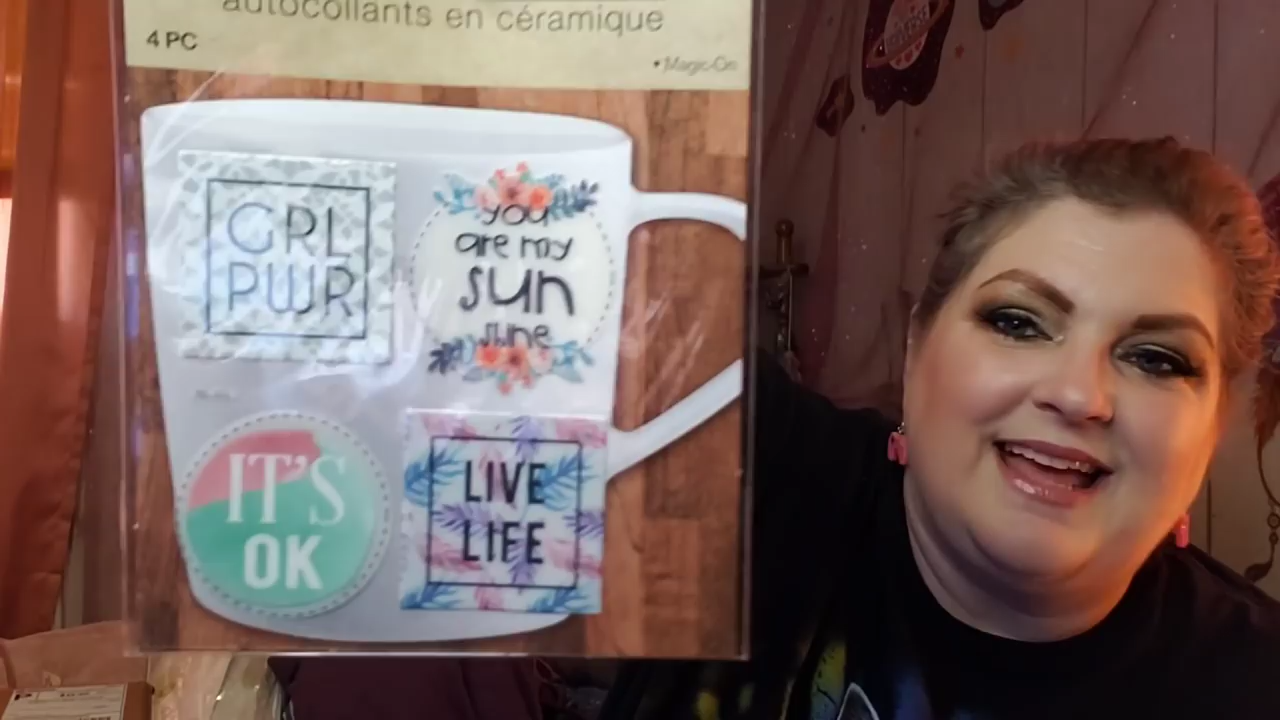 autocollants en céramique
4 PC
• Magic-On
GRL
PWR
you
are my
sun
shine
IT'S
OK
LIVE
LIFE